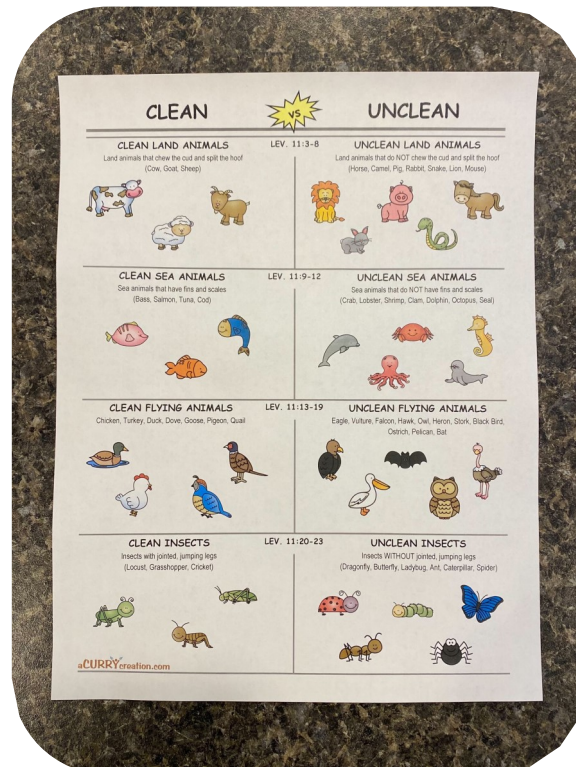 CLEAN
vs.
UNCLEAN
CLEAN LAND ANIMALS
Land animals that chew the cud and split the hoof
(Cow, Goat, Sheep)
LEV. 11:3-8
UNCLEAN LAND ANIMALS
Land animals that do NOT chew the cud and split the hoof
(Horse, Camel, Pig, Rabbit, Snake, Lion, Mouse)
CLEAN SEA ANIMALS
Sea animals that have fins and scales
(Bass, Salmon, Tuna, Cod)
LEV. 11:9-12
UNCLEAN SEA ANIMALS
Sea animals that do NOT have fins and scales
(Crab, Lobster, Shrimp, Clam, Dolphin, Octopus, Seal)
CLEAN FLYING ANIMALS
Chicken, Turkey, Duck, Dove, Goose, Pigeon, Quail
LEV. 11:13-19
UNCLEAN FLYING ANIMALS
Eagle, Vulture, Falcon, Hawk, Owl, Heron, Stork, Black Bird,
Ostrich, Pelican, Bat
CLEAN INSECTS
Insects with jointed, jumping legs
(Locust, Grasshopper, Cricket)
LEV. 11:20-23
UNCLEAN INSECTS
Insects WITHOUT jointed, jumping legs
(Dragonfly, Butterfly, Ladybug, Ant, Caterpillar, Spider)
aCURRYcreation.com